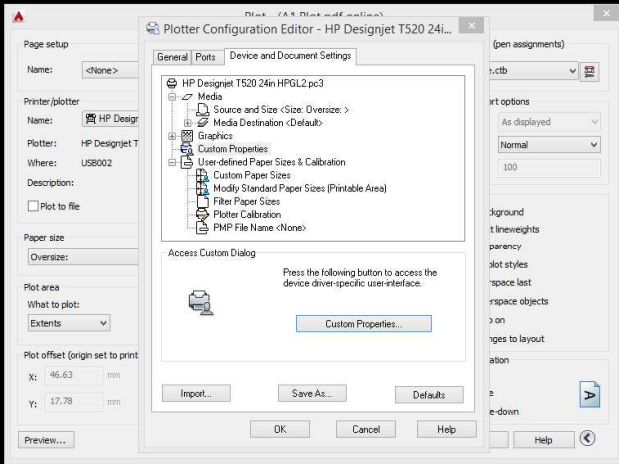 Plot - (A1 Plot pdf online)
Plotter Configuration Editor - HP Designjet T520 24i...
Page setup
Name:
<None>
Printer/plotter
Name:
HP Design
Plotter:
HP Designjet T
Where:
USB002
Description:
Plot to file
Paper size
Oversize:
Plot area
What to plot:
Extents
Plot offset (origin set to print
X:
46.63
mm
Y:
17.78
mm
Preview...
General
Ports
Device and Document Settings
HP Designjet T520 24in HPGL2.pc3
Media
Source and Size <Size: Oversize: >
Media Destination <Default>
Graphics
Custom Properties
User-defined Paper Sizes & Calibration
Custom Paper Sizes
Modify Standard Paper Sizes (Printable Area)
Filter Paper Sizes
Plotter Calibration
PMP File Name <None>
Access Custom Dialog
Press the following button to access the
device driver-specific user-interface.
Custom Properties...
Import...
Save As...
Defaults
OK
Cancel
Help
(pen assignments)
.ctb
ort options
As displayed
Normal
100
kground
t lineweights
parency
plot styles
rspace last
erspace objects
p on
nges to layout
ation
e
e-down
A
Help